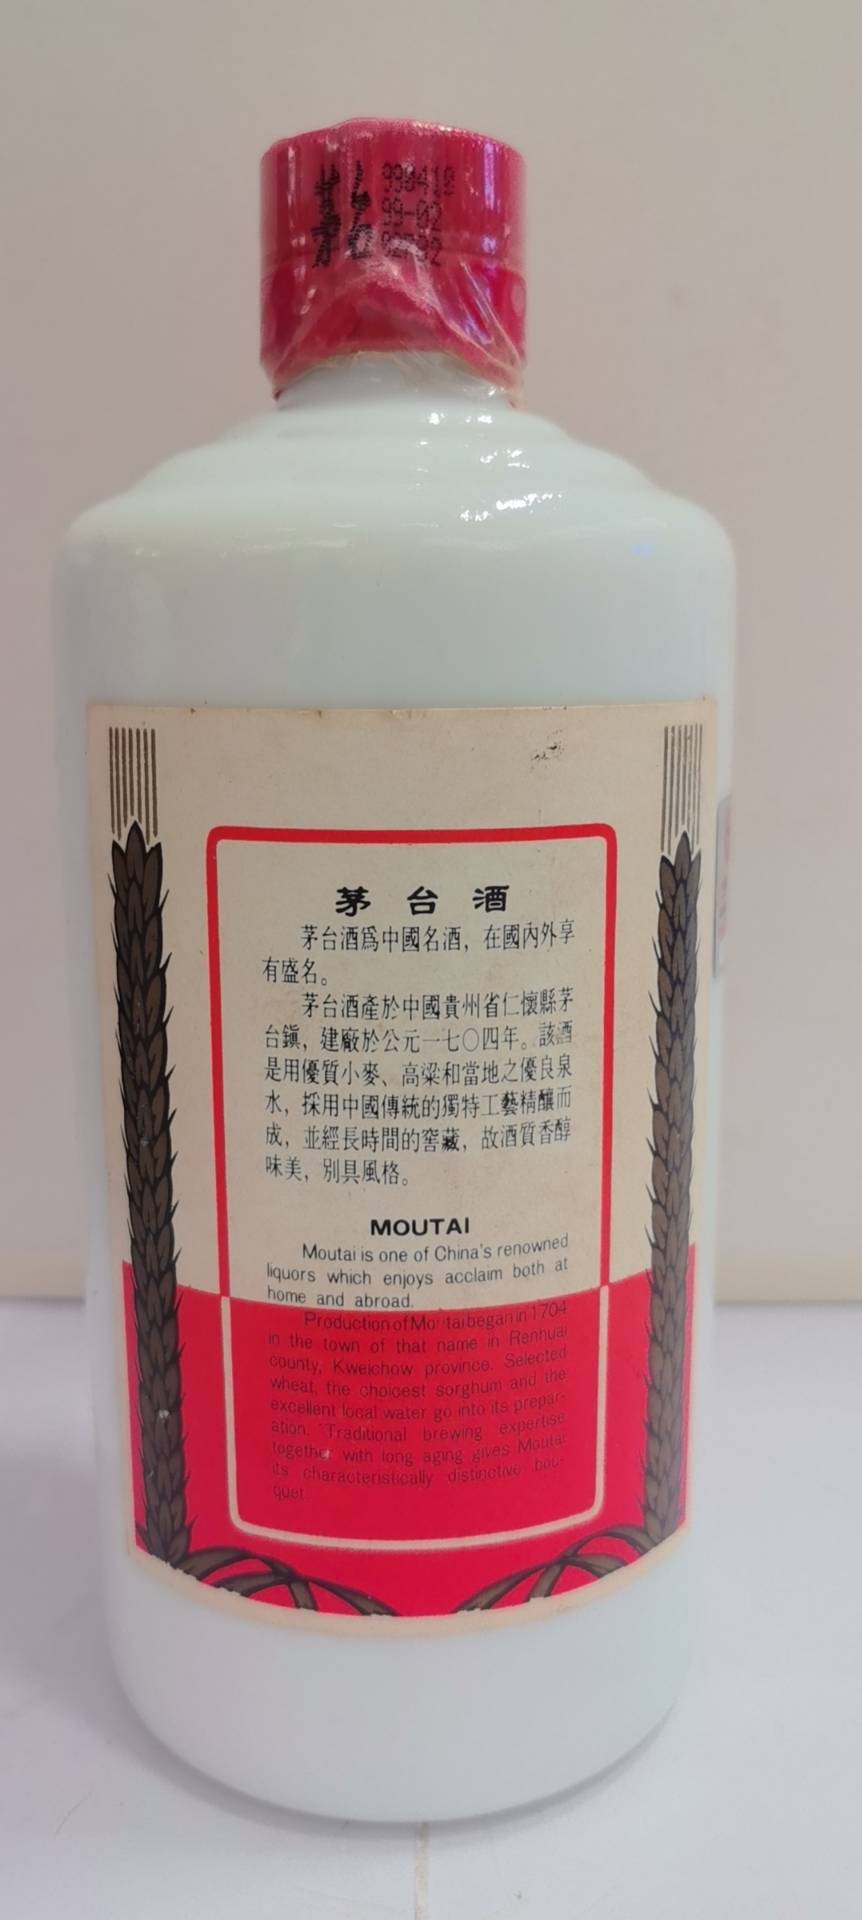 990418
99-02
02732
茅台酒
茅台酒爲中國名酒，在國內外享
有盛名。
茅台酒產於中國貴州省仁懷縣茅
台鎮，建廠於公元一七〇四年。該酒
是用優質小麥、高粱和當地之優良泉
水，採用中國傳統的獨特工藝精釀而
成，並經長時間的窖藏，故酒質香醇
味美，別具風格。
MOUTAI
Moutai is one of China's renowned
liquors which enjoys acclaim both at
home and abroad.
Production of Moutai began in 1704
in the town of that name in Renhuai
county, Kweichow province. Selected
wheat, the choicest sorghum and the
excellent local water go into its prepar-
ation. Traditional brewing expertise
together with long aging gives Moutai
its characteristically distinctive bou-
quet